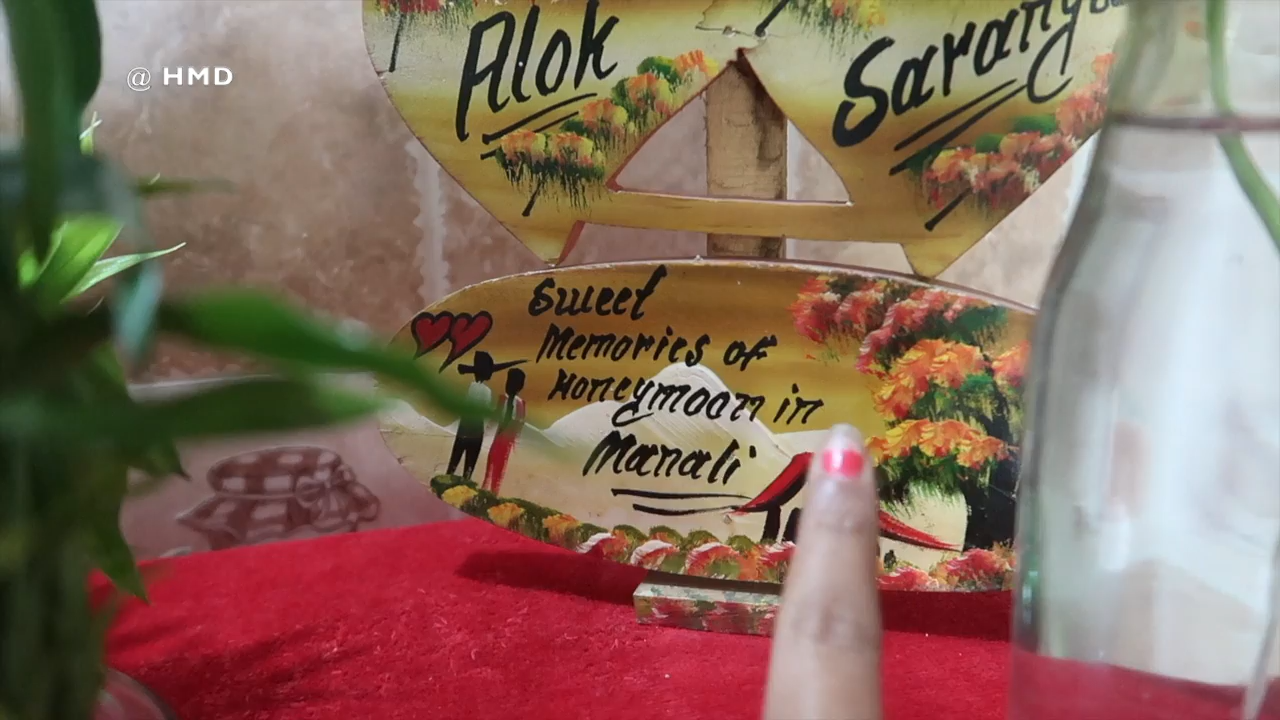 @ HMD
Alok
Sweet
Memories of
Honeymoon in
Manali